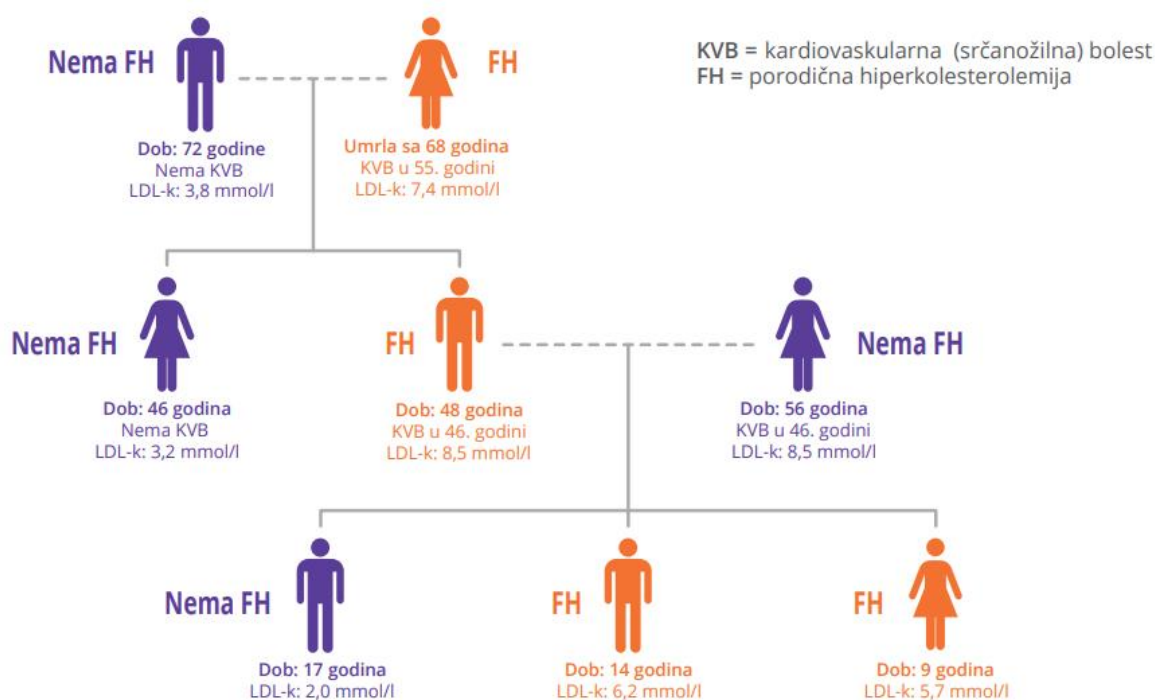 Nema FH
FH
KVB = kardiovaskularna (srčanožilna) bolest
FH = porodična hiperkolesterolemija
Dob: 72 godine
Nema KVB
LDL-k: 3,8 mmol/l
Umrla sa 68 godina
KVB u 55. godini
LDL-k: 7,4 mmol/l
Nema FH
FH
Nema FH
Dob: 46 godina
Nema KVB
LDL-k: 3,2 mmol/l
Dob: 48 godina
KVB u 46. godini
LDL-k: 8,5 mmol/l
Dob: 56 godina
KVB u 46. godini
LDL-k: 8,5 mmol/l
Nema FH
FH
FH
Dob: 17 godina
LDL-k: 2,0 mmol/l
Dob: 14 godina
LDL-k: 6,2 mmol/l
Dob: 9 godina
LDL-k: 5,7 mmol/l